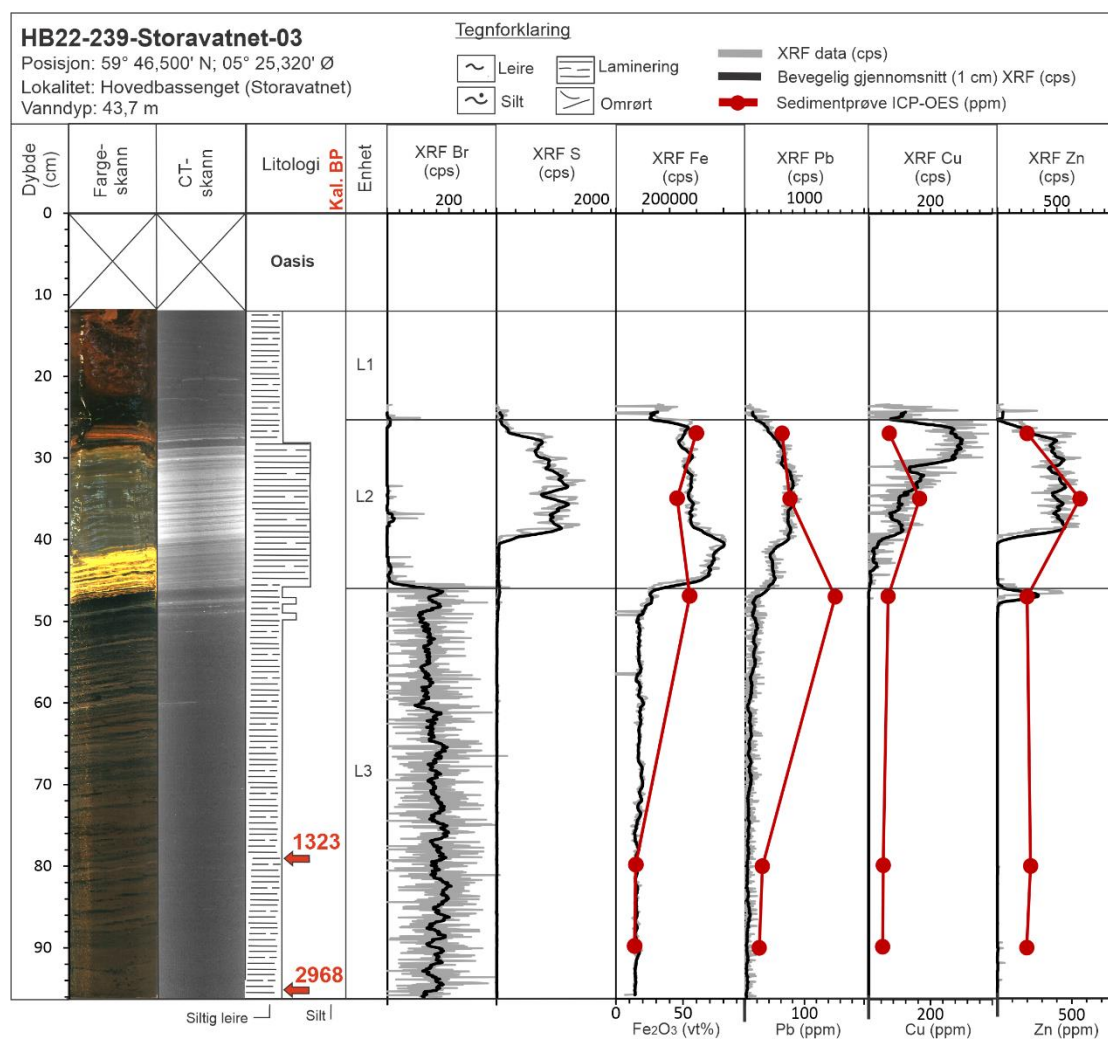 HB22-239-Storavatnet-03
Posisjon: 59° 46,500' N; 05° 25,320' Ø
Lokalitet: Hovedbassenget (Storavatnet)
Vanndyp: 43,7 m
Tegnforklaring
Leire
Laminering
Silt
Omrørt
XRF data (cps)
Bevegelig gjennomsnitt (1 cm) XRF (cps)
Sedimentprøve ICP-OES (ppm)
Dybde
(cm)
Farge-
skann
CT-
skann
Litologi
Kal. BP
Enhet
XRF Br
(cps)
200
XRF S
(cps)
2000
XRF Fe
(cps)
200000
XRF Pb
(cps)
1000
XRF Cu
(cps)
200
XRF Zn
(cps)
500
0
10
20
30
40
50
60
70
80
90
Oasis
L1
L2
L3
1323
2968
Siltig leire
Silt
0
50
Fe2O3 (vt%)
100
Pb (ppm)
200
Cu (ppm)
500
Zn (ppm)